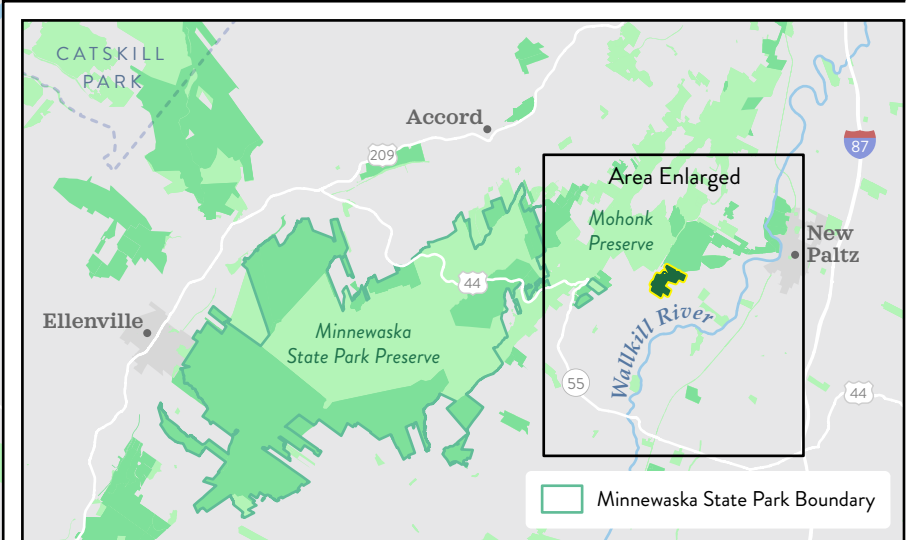 CATSKILL
PARK
Accord
209
87
Area Enlarged
Mohonk
Preserve
New
Paltz
44
Ellenville
Minnewaska
State Park Preserve
Wallkill River
55
44
Minnewaska State Park Boundary